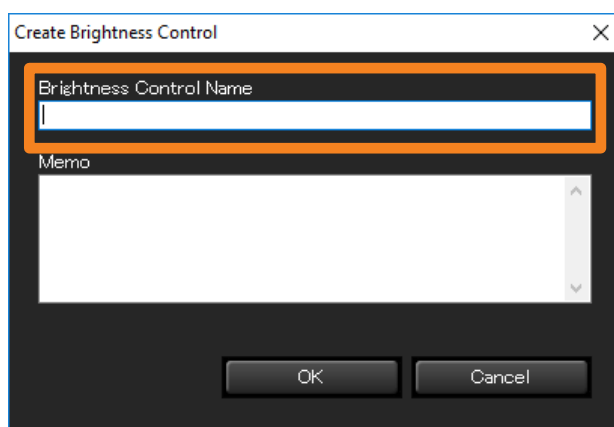 Create Brightness Control
Brightness Control Name
Memo
OK
Cancel